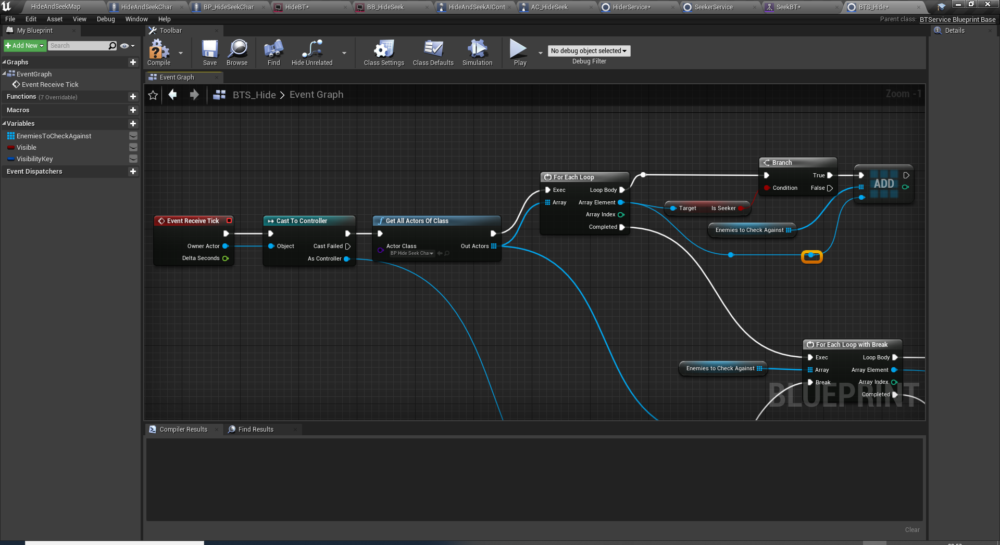 HideAndSeekMap
HideAndSeekChar
BP_HideSeekChar
HideBT*
BB_HideSeek
HideAndSeekAICont
AC_HideSeek
HiderService*
SeekerService
SeekBT*
BTS_Hide*
File Edit Asset View Debug Window Help
Parent class: BTService Blueprint Base
My Blueprint
Toolbar
Details
Add New
Search
Compile
Save
Browse
Find
Hide Unrelated
Class Settings
Class Defaults
Simulation
Play
No debug object selected
Debug Filter
Graphs
EventGraph
Event Receive Tick
Functions (7 Overridable)
Macros
Variables
EnemiesToCheckAgainst
Visible
VisibilityKey
Event Dispatchers
Event Graph
BTS_Hide > Event Graph
Zoom -1
Event Receive Tick
Owner Actor
Delta Seconds
Cast To Controller
Object
Cast Failed
As Controller
Get All Actors Of Class
Actor Class
BP Hide Seek Cha
Out Actors
For Each Loop
Exec
Loop Body
Array
Array Element
Array Index
Completed
Target
Is Seeker
Branch
True
Condition
False
ADD
Enemies to Check Against
Enemies to Check Against
For Each Loop with Break
Exec
Loop Body
Array
Array Element
Break
Array Index
Completed
BLUEPRINT
Compiler Results
Find Results
Clear